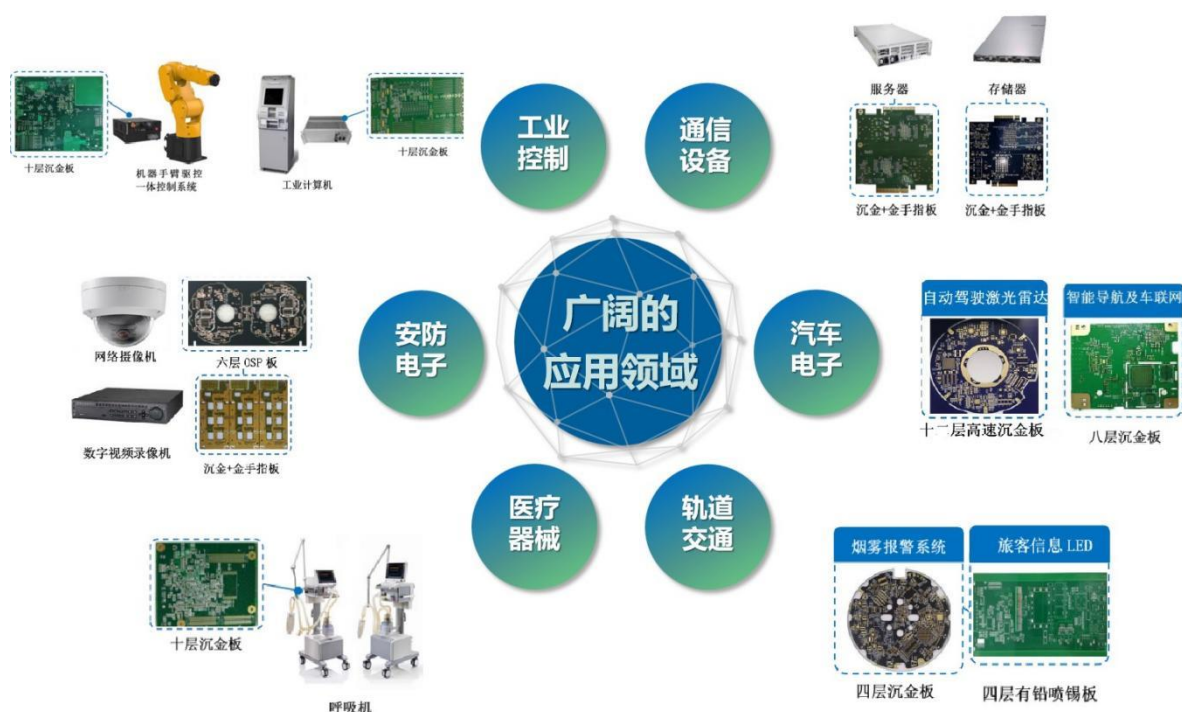 工业
控制
通信
设备
服务器
存储器
沉金+金手指板
沉金+金手指板
十层沉金板
机器手臂驱控
一体控制系统
工业计算机
十层沉金板
广阔的
应用领域
安防
电子
网络摄像机
六层OSP板
数字视频录像机
沉金+金手指板
汽车
电子
自动驾驶激光雷达
智能导航及车联网
十二层高速沉金板
八层沉金板
医疗
器械
十层沉金板
呼吸机
轨道
交通
烟雾报警系统
旅客信息LED
四层沉金板
四层有铅喷锡板